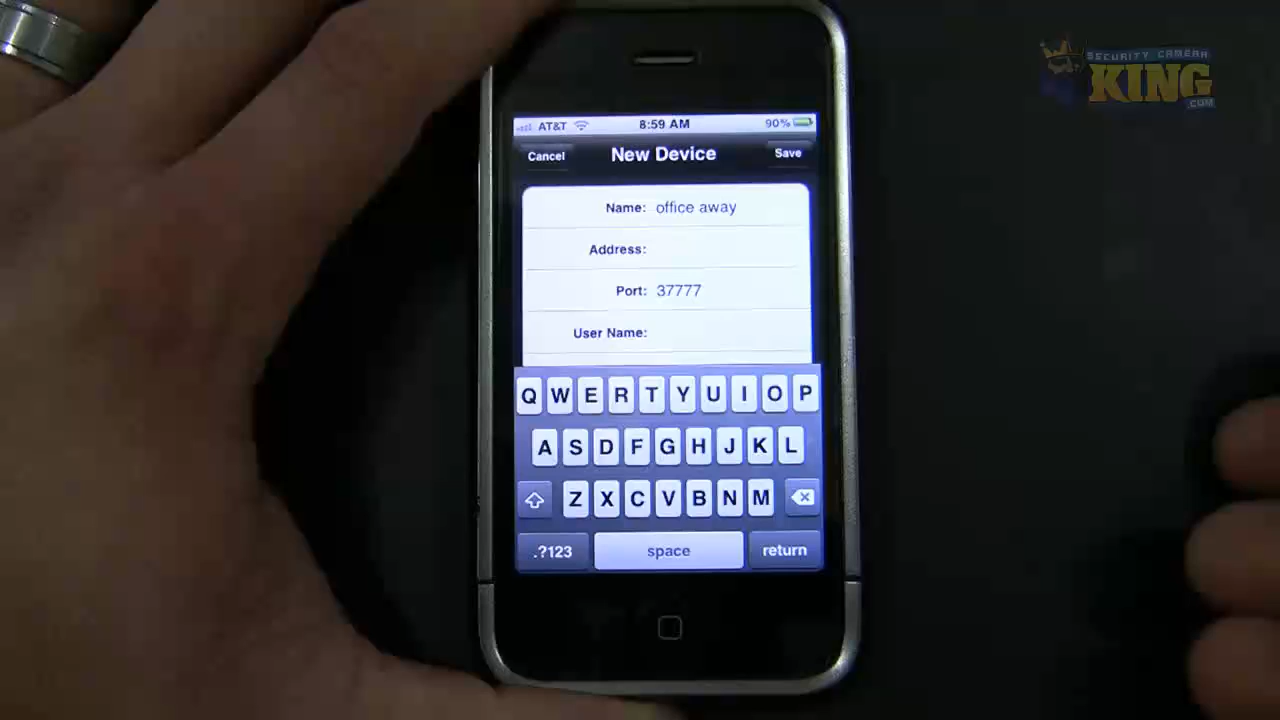 SECURITY CAMERA
KING
.COM
AT&T 8:59 AM 90%
Cancel New Device Save
Name: office away
Address:
Port: 37777
User Name:
Q W E R T Y U I O P
A S D F G H J K L
Z X C V B N M
.?123 space return